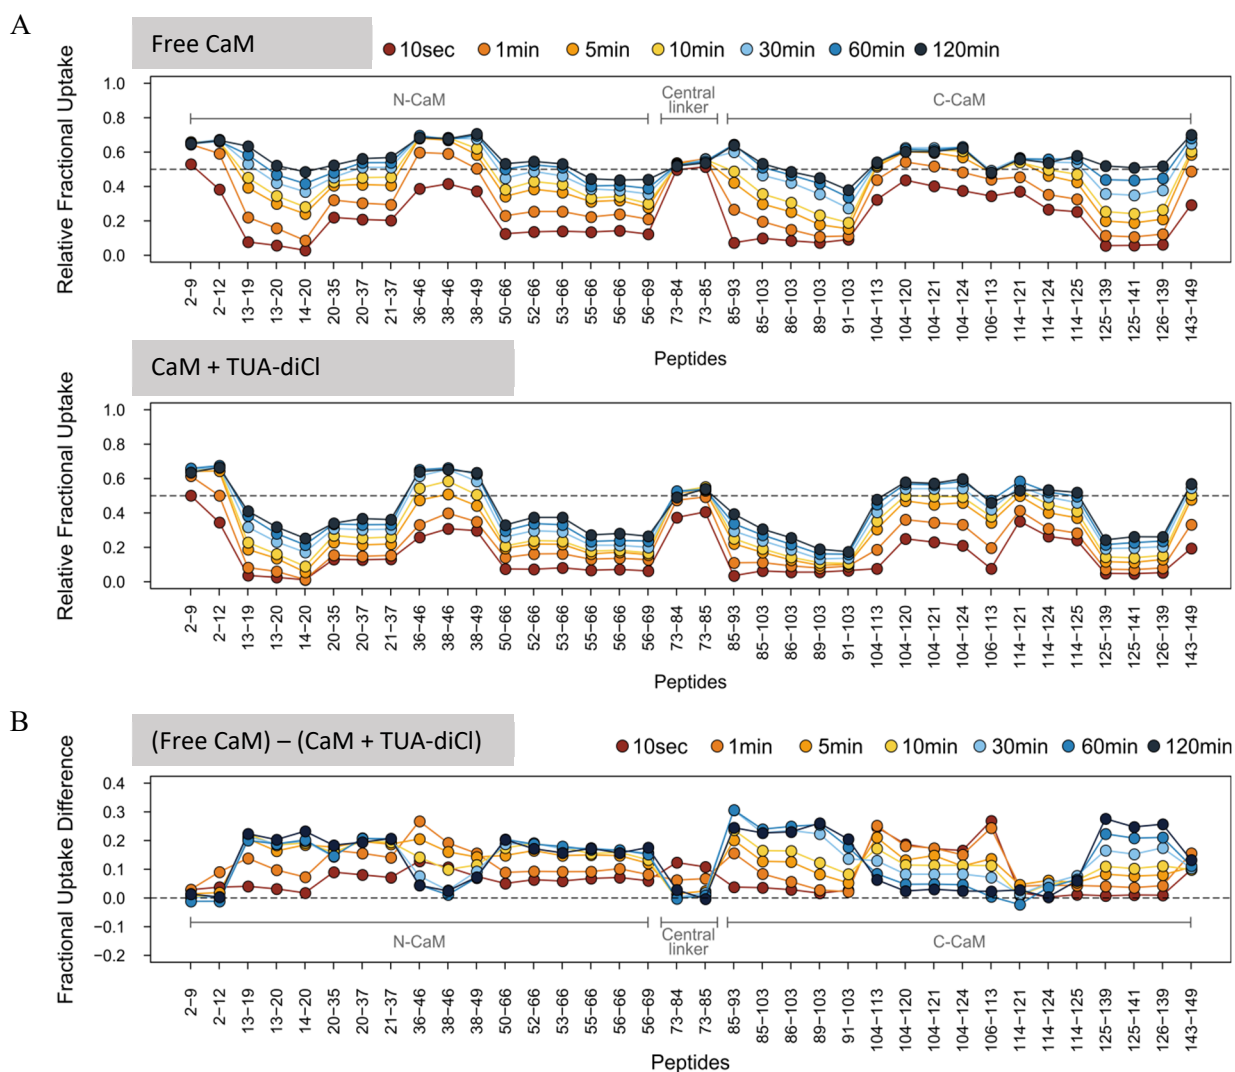 A
Free CaM
10sec 1min 5min 10min 30min 60min 120min
Relative Fractional Uptake
1.0
0.8
0.6
0.4
0.2
0.0
N-CaM
Central
linker
C-CaM
2−9 2−12 13−19 13−20 14−20 20−35 20−37 21−37 36−46 38−46 38−49 50−66 52−66 53−66 55−66 56−66 56−69 73−84 73−85 85−93 85−103 86−103 89−103 91−103 104−113 104−120 104−121 104−124 106−113 114−121 114−124 114−125 125−139 125−141 126−139 143−149
Peptides
CaM + TUA-diCl
Relative Fractional Uptake
1.0
0.8
0.6
0.4
0.2
0.0
2−9 2−12 13−19 13−20 14−20 20−35 20−37 21−37 36−46 38−46 38−49 50−66 52−66 53−66 55−66 56−66 56−69 73−84 73−85 85−93 85−103 86−103 89−103 91−103 104−113 104−120 104−121 104−124 106−113 114−121 114−124 114−125 125−139 125−141 126−139 143−149
Peptides
B
(Free CaM) – (CaM + TUA-diCl)
10sec 1min 5min 10min 30min 60min 120min
Fractional Uptake Difference
0.4
0.3
0.2
0.1
0.0
−0.1
−0.2
N-CaM
Central
linker
C-CaM
2−9 2−12 13−19 13−20 14−20 20−35 20−37 21−37 36−46 38−46 38−49 50−66 52−66 53−66 55−66 56−66 56−69 73−84 73−85 85−93 85−103 86−103 89−103 91−103 104−113 104−120 104−121 104−124 106−113 114−121 114−124 114−125 125−139 125−141 126−139 143−149
Peptides